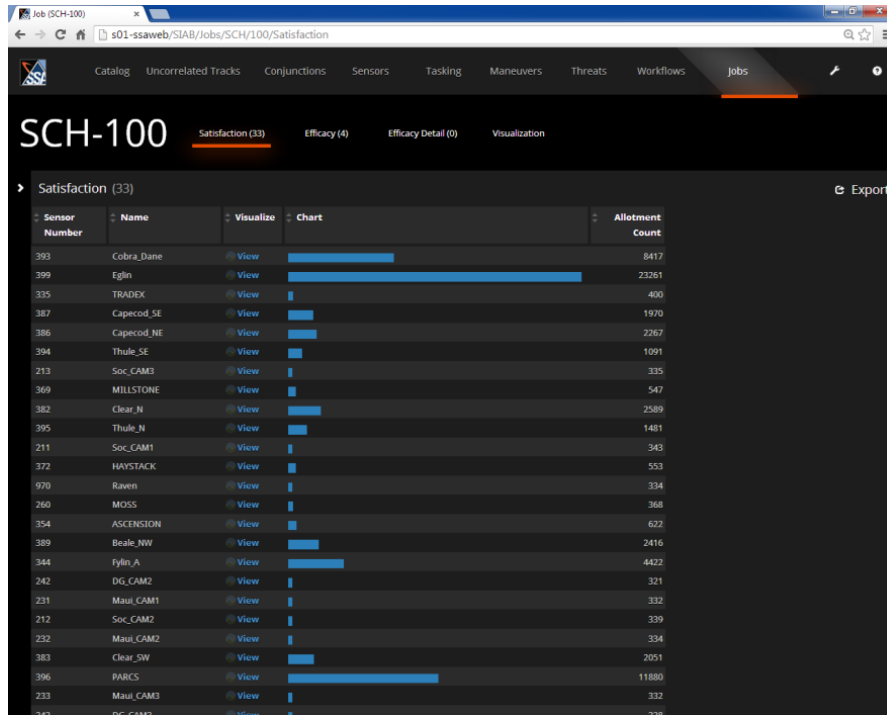 Job (SCH-100)
s01-ssaweb/SIAB/Jobs/SCH/100/Satisfaction
SSA
Catalog Uncorrelated Tracks Conjunctions Sensors Tasking Maneuvers Threats Workflows Jobs
SCH-100 Satisfaction (33) Efficacy (4) Efficacy Detail (0) Visualization
Satisfaction (33) Export
Sensor Number Name Visualize Chart Allotment Count
393 Cobra_Dane View 8417
399 Eglin View 23261
335 TRADEX View 400
387 Capecod_SE View 1970
386 Capecod_NE View 2267
394 Thule_SE View 1091
213 Soc_CAM3 View 335
369 MILLSTONE View 547
382 Clear_N View 2589
395 Thule_N View 1481
211 Soc_CAM1 View 343
372 HAYSTACK View 553
970 Raven View 334
260 MOSS View 368
354 ASCENSION View 622
389 Beale_NW View 2416
344 Fylin_A View 4422
242 DG_CAM2 View 321
231 Maui_CAM1 View 332
212 Soc_CAM2 View 339
232 Maui_CAM2 View 334
383 Clear_SW View 2051
396 PARCS View 11880
233 Maui_CAM3 View 332